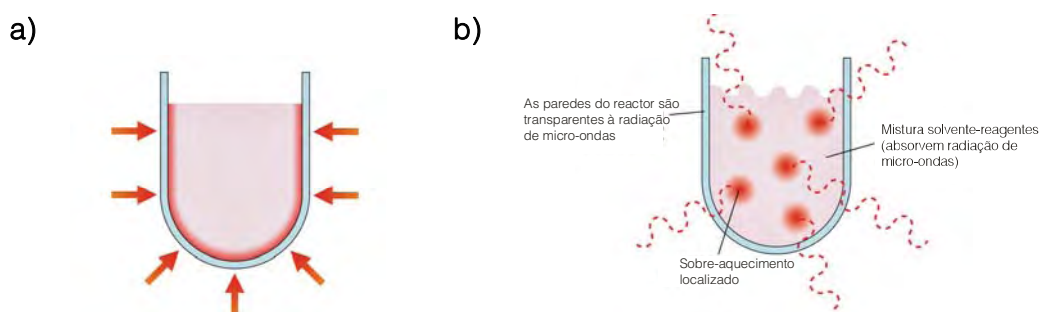 a)
b)
As paredes do reactor são
transparentes à radiação
de micro-ondas
Mistura solvente-reagentes
(absorvem radiação de
micro-ondas)
Sobre-aquecimento
localizado